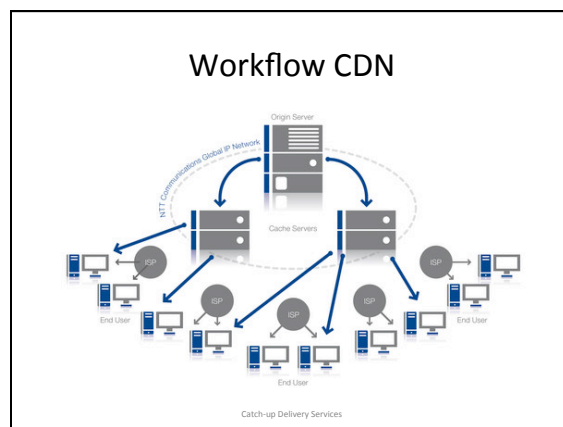 Workflow CDN
Origin Server
NTT Communications Global IP Network
Cache Servers
ISP
ISP
ISP
ISP
ISP
End User
End User
End User
Catch-up Delivery Services